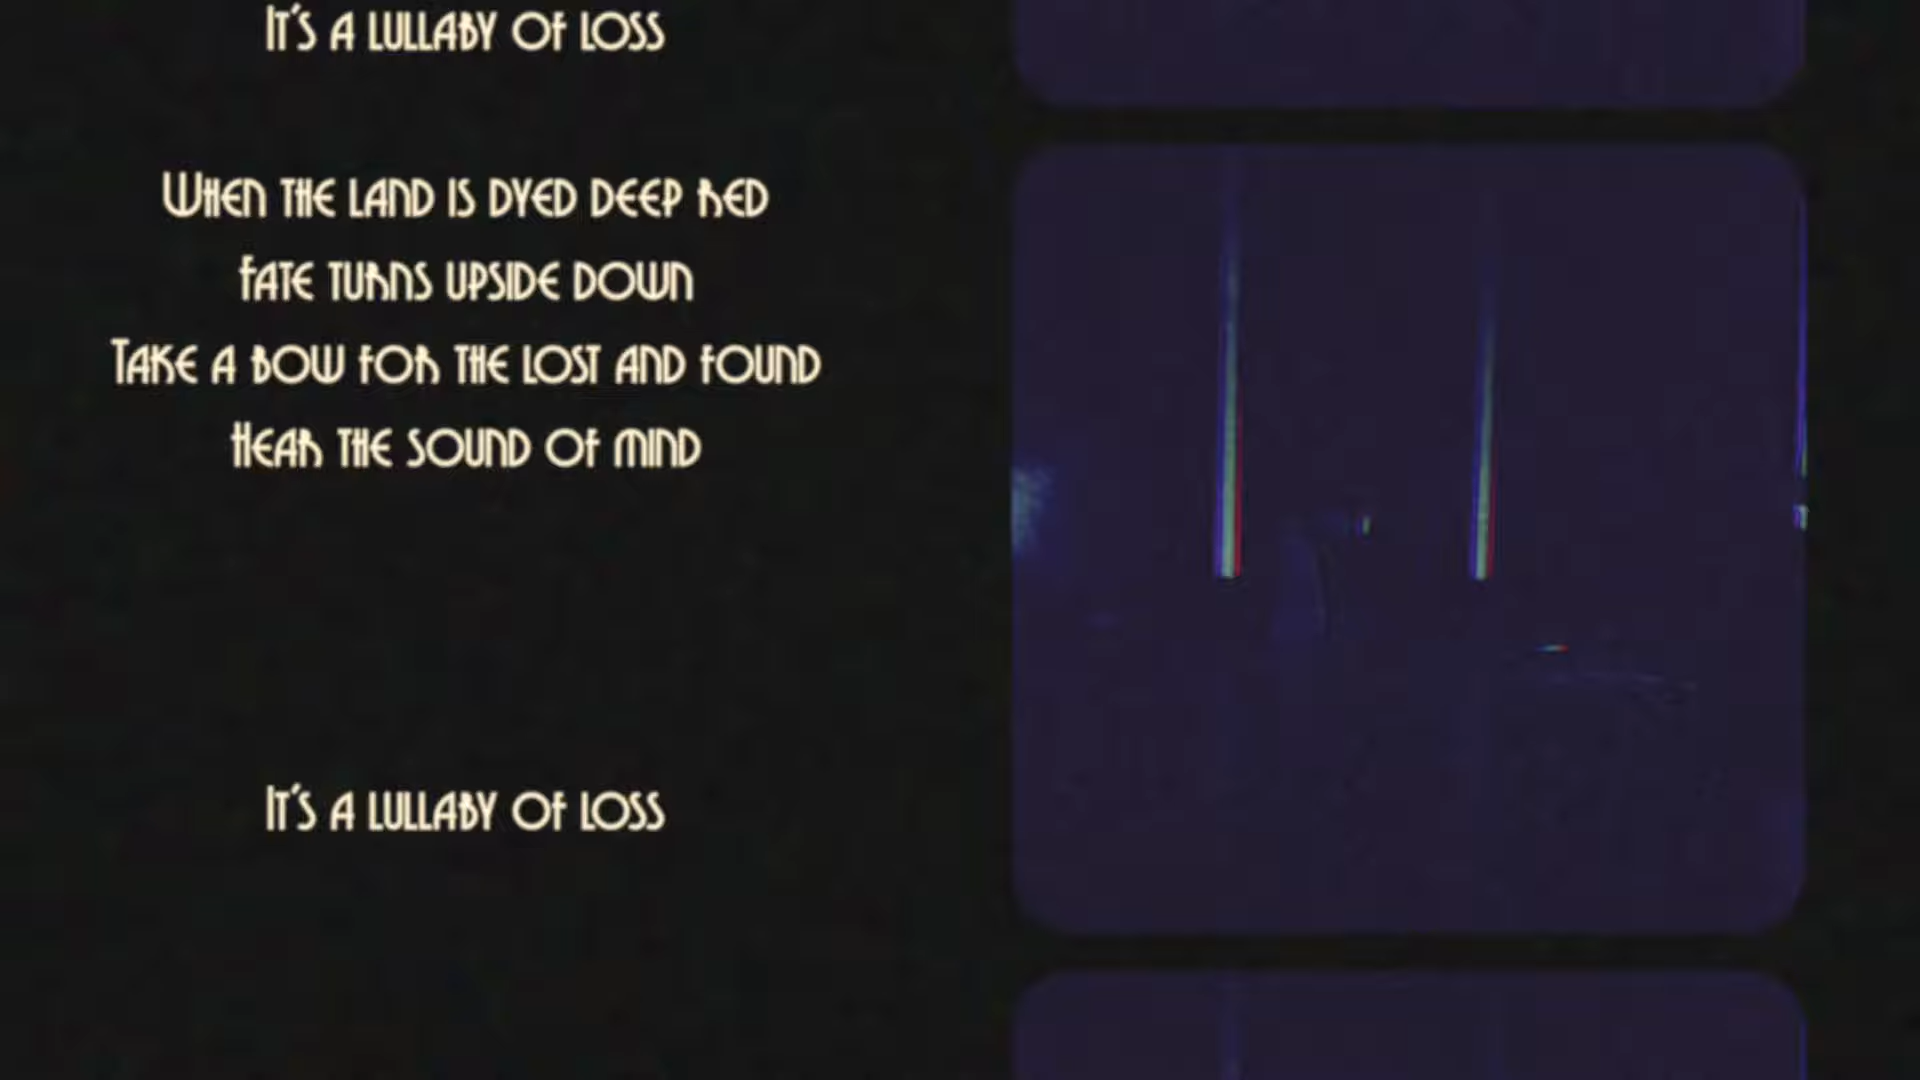 It's a lullaby of loss
When the land is dyed deep red
Fate turns upside down
Take a bow for the lost and found
Hear the sound of mind
It's a lullaby of loss